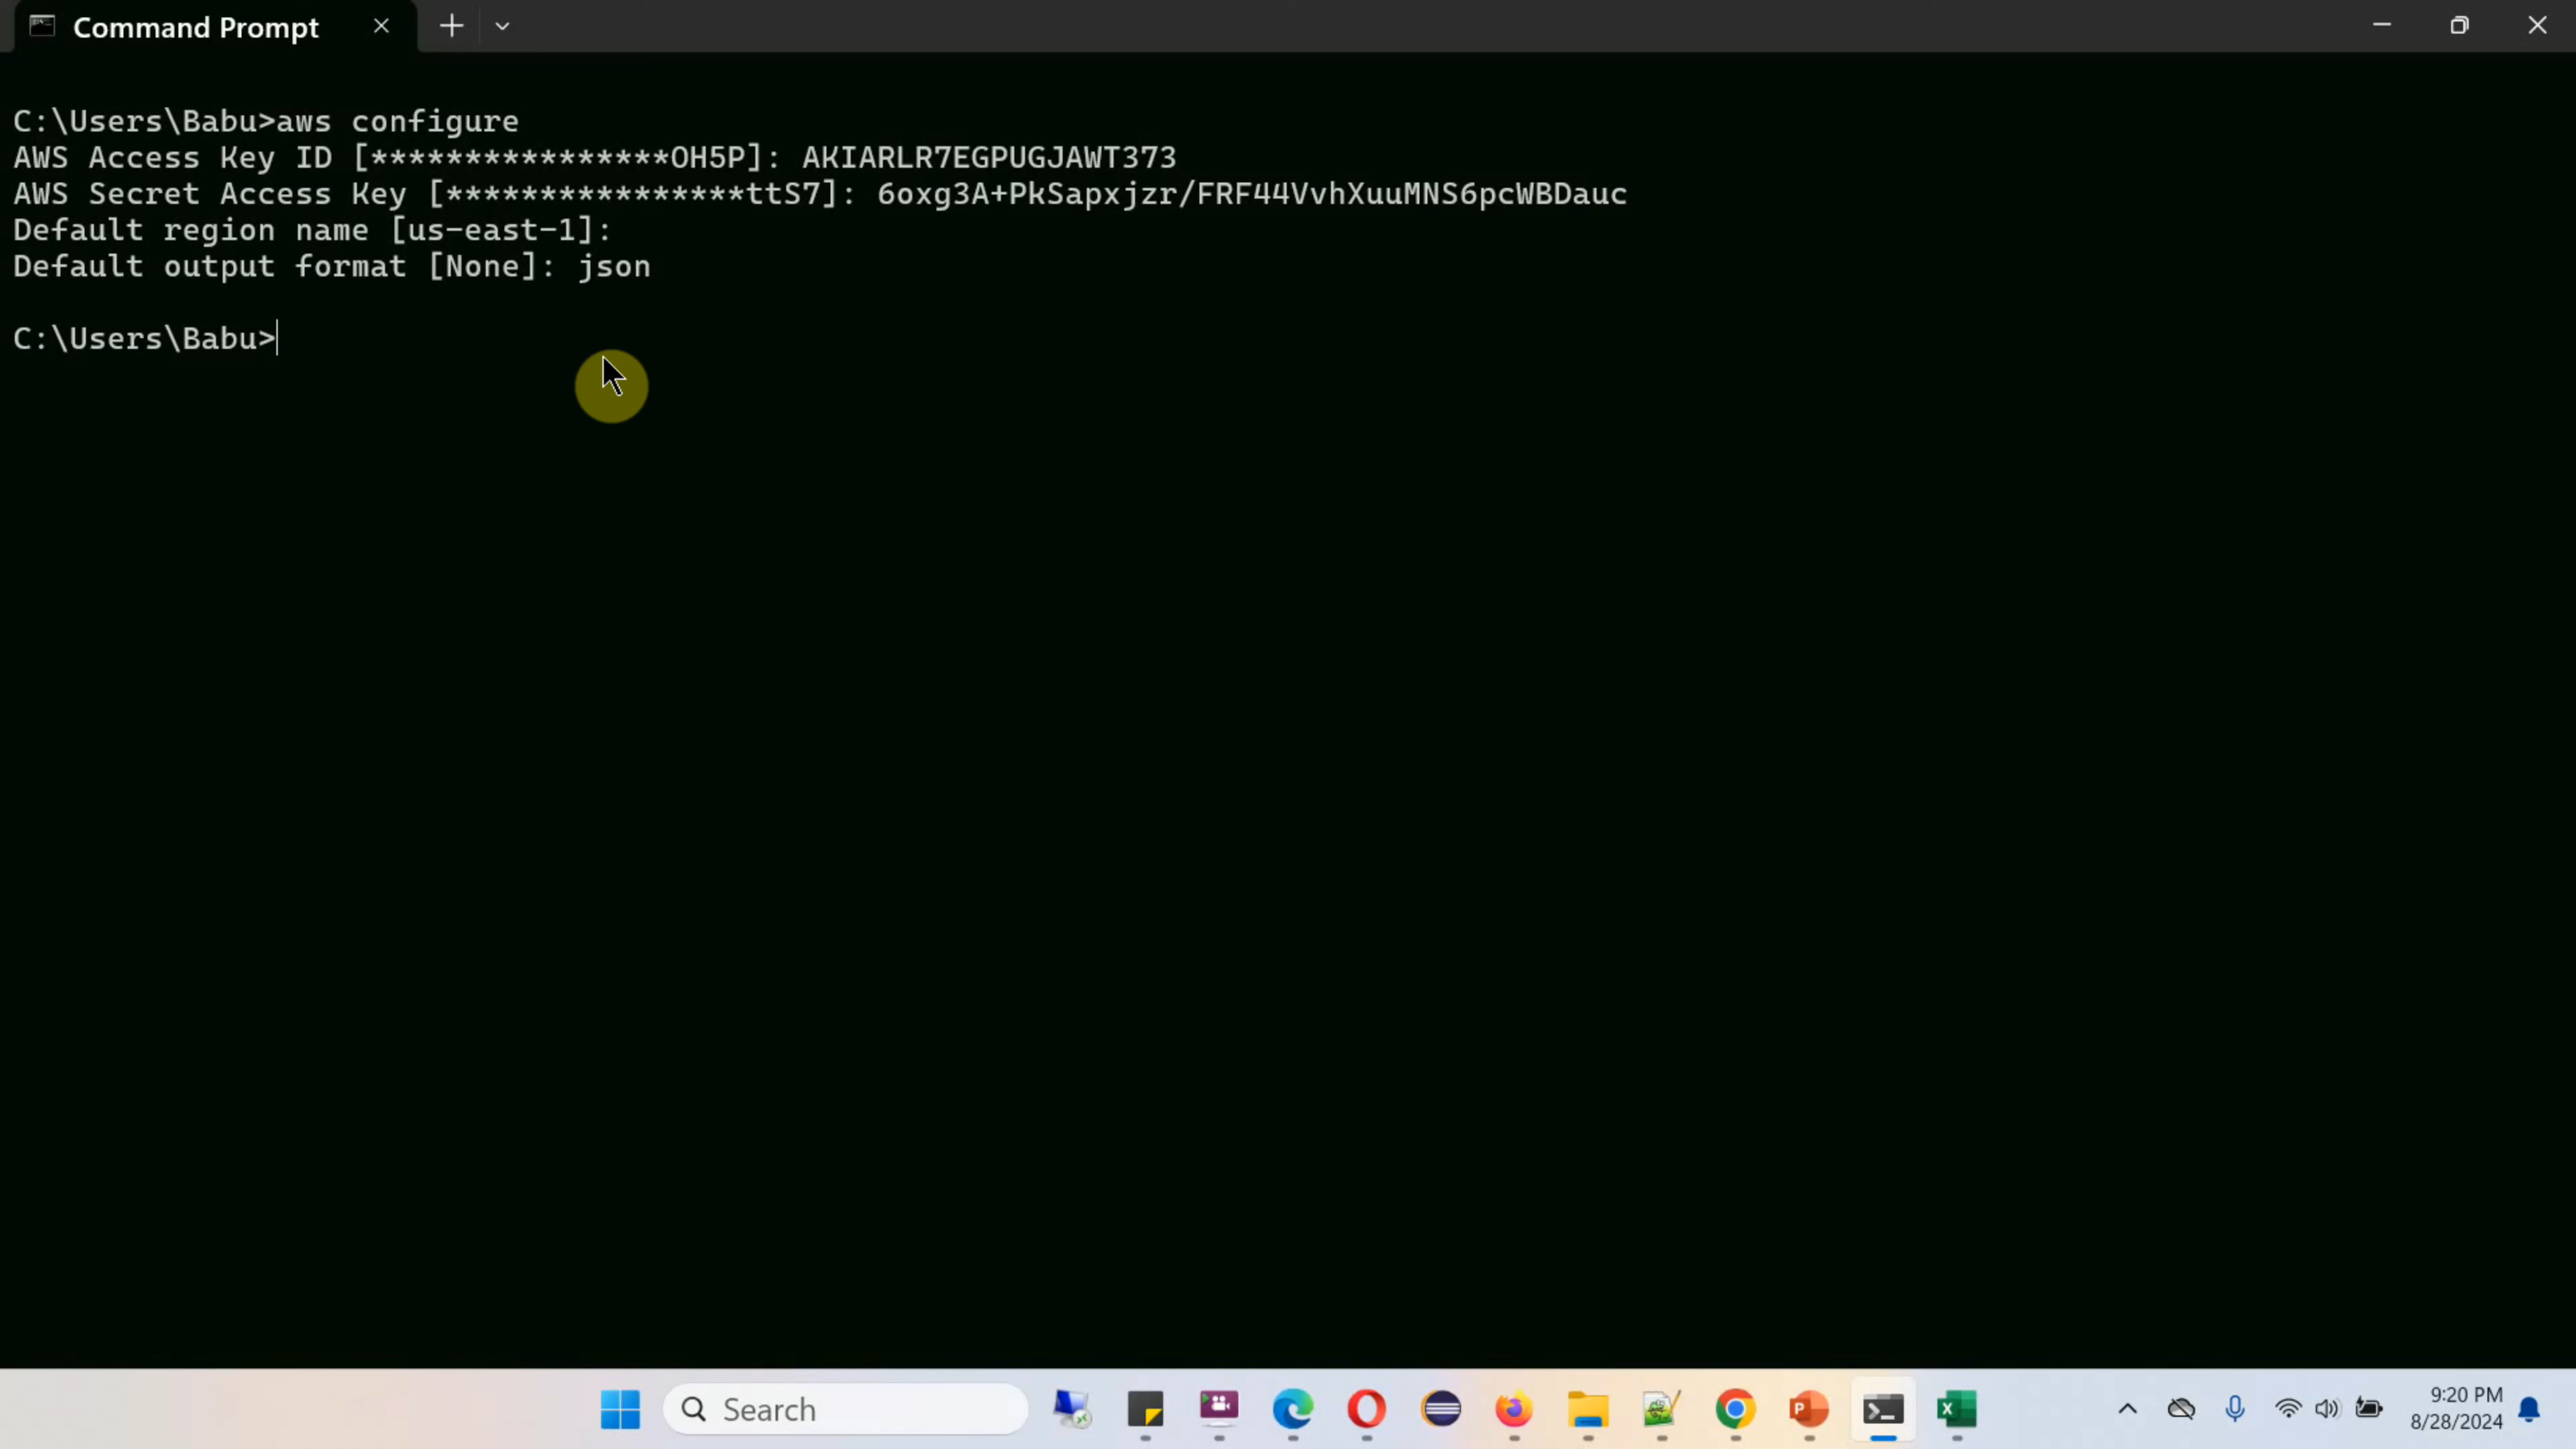 Command Prompt
C:\Users\Babu>aws configure
AWS Access Key ID [****************OH5P]: AKIARLR7EGPUGJAWT373
AWS Secret Access Key [****************ttS7]: 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
Default region name [us-east-1]:
Default output format [None]: json
C:\Users\Babu>
Search
9:20 PM
8/28/2024